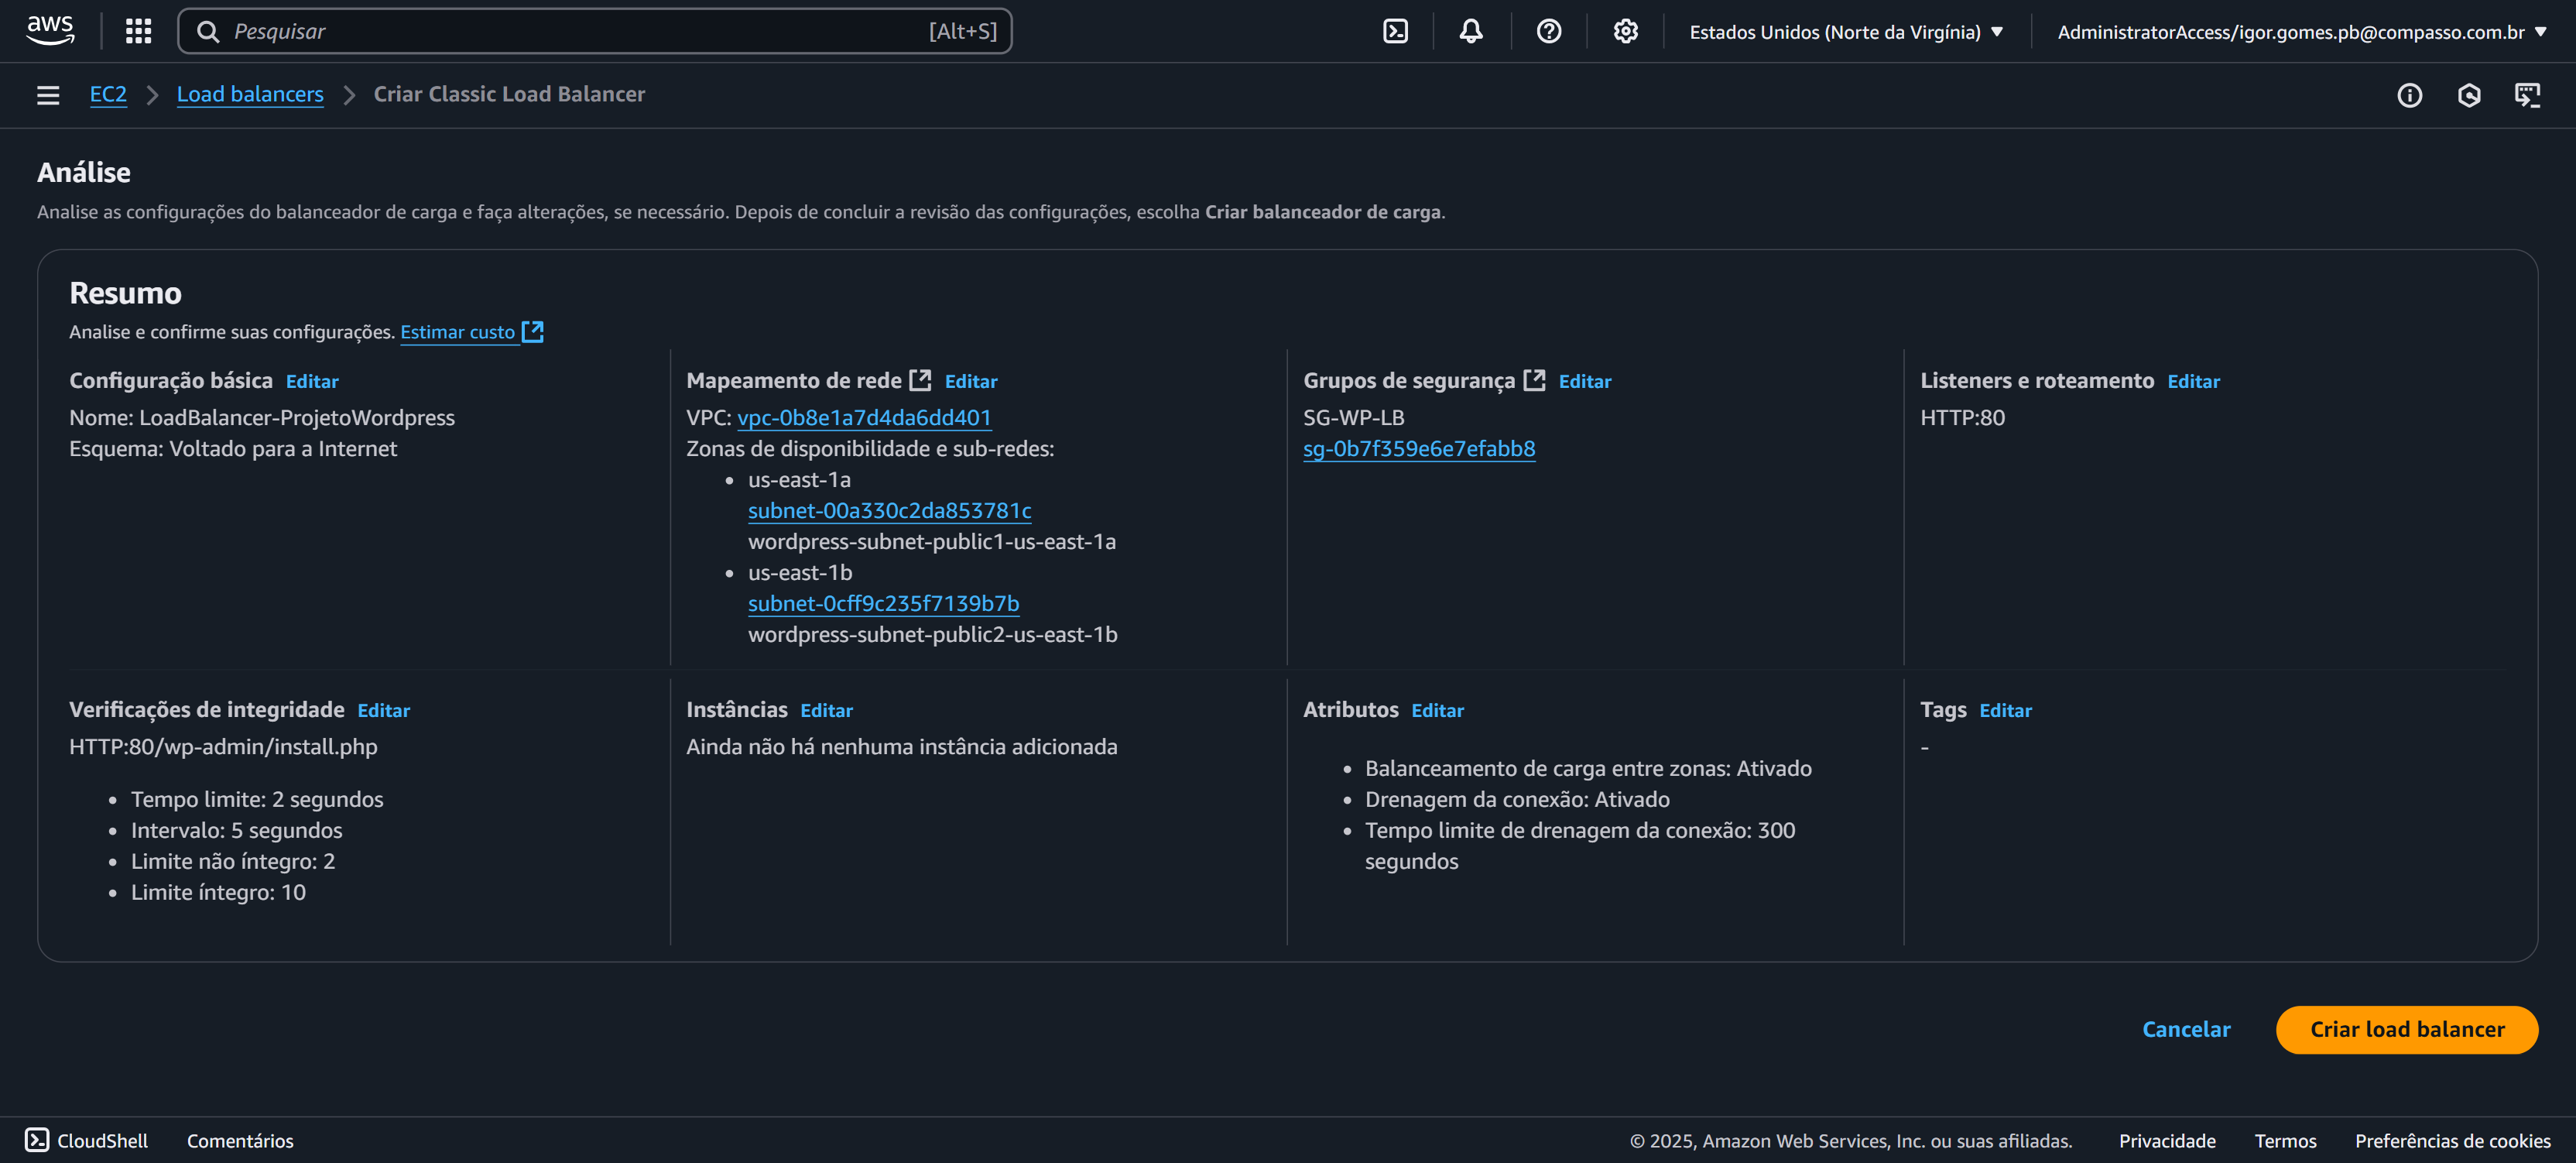 aws
Pesquisar
[Alt+S]
Estados Unidos (Norte da Virgínia)
AdministratorAccess/igor.gomes.pb@compasso.com.br
EC2
Load balancers
Criar Classic Load Balancer
Análise
Analise as configurações do balanceador de carga e faça alterações, se necessário. Depois de concluir a revisão das configurações, escolha Criar balanceador de carga.
Resumo
Analise e confirme suas configurações. Estimar custo
Configuração básica Editar
Nome: LoadBalancer-ProjetoWordpress
Esquema: Voltado para a Internet
Mapeamento de rede Editar
VPC: vpc-0b8e1a7d4da6dd401
Zonas de disponibilidade e sub-redes:
• us-east-1a
subnet-00a330c2da853781c
wordpress-subnet-public1-us-east-1a
• us-east-1b
subnet-0cff9c235f7139b7b
wordpress-subnet-public2-us-east-1b
Grupos de segurança Editar
SG-WP-LB
sg-0b7f359e6e7efabb8
Listeners e roteamento Editar
HTTP:80
Verificações de integridade Editar
HTTP:80/wp-admin/install.php
• Tempo limite: 2 segundos
• Intervalo: 5 segundos
• Limite não íntegro: 2
• Limite íntegro: 10
Instâncias Editar
Ainda não há nenhuma instância adicionada
Atributos Editar
• Balanceamento de carga entre zonas: Ativado
• Drenagem da conexão: Ativado
• Tempo limite de drenagem da conexão: 300
segundos
Tags Editar
-
Cancelar
Criar load balancer
CloudShell
Comentários
© 2025, Amazon Web Services, Inc. ou suas afiliadas.
Privacidade
Termos
Preferências de cookies